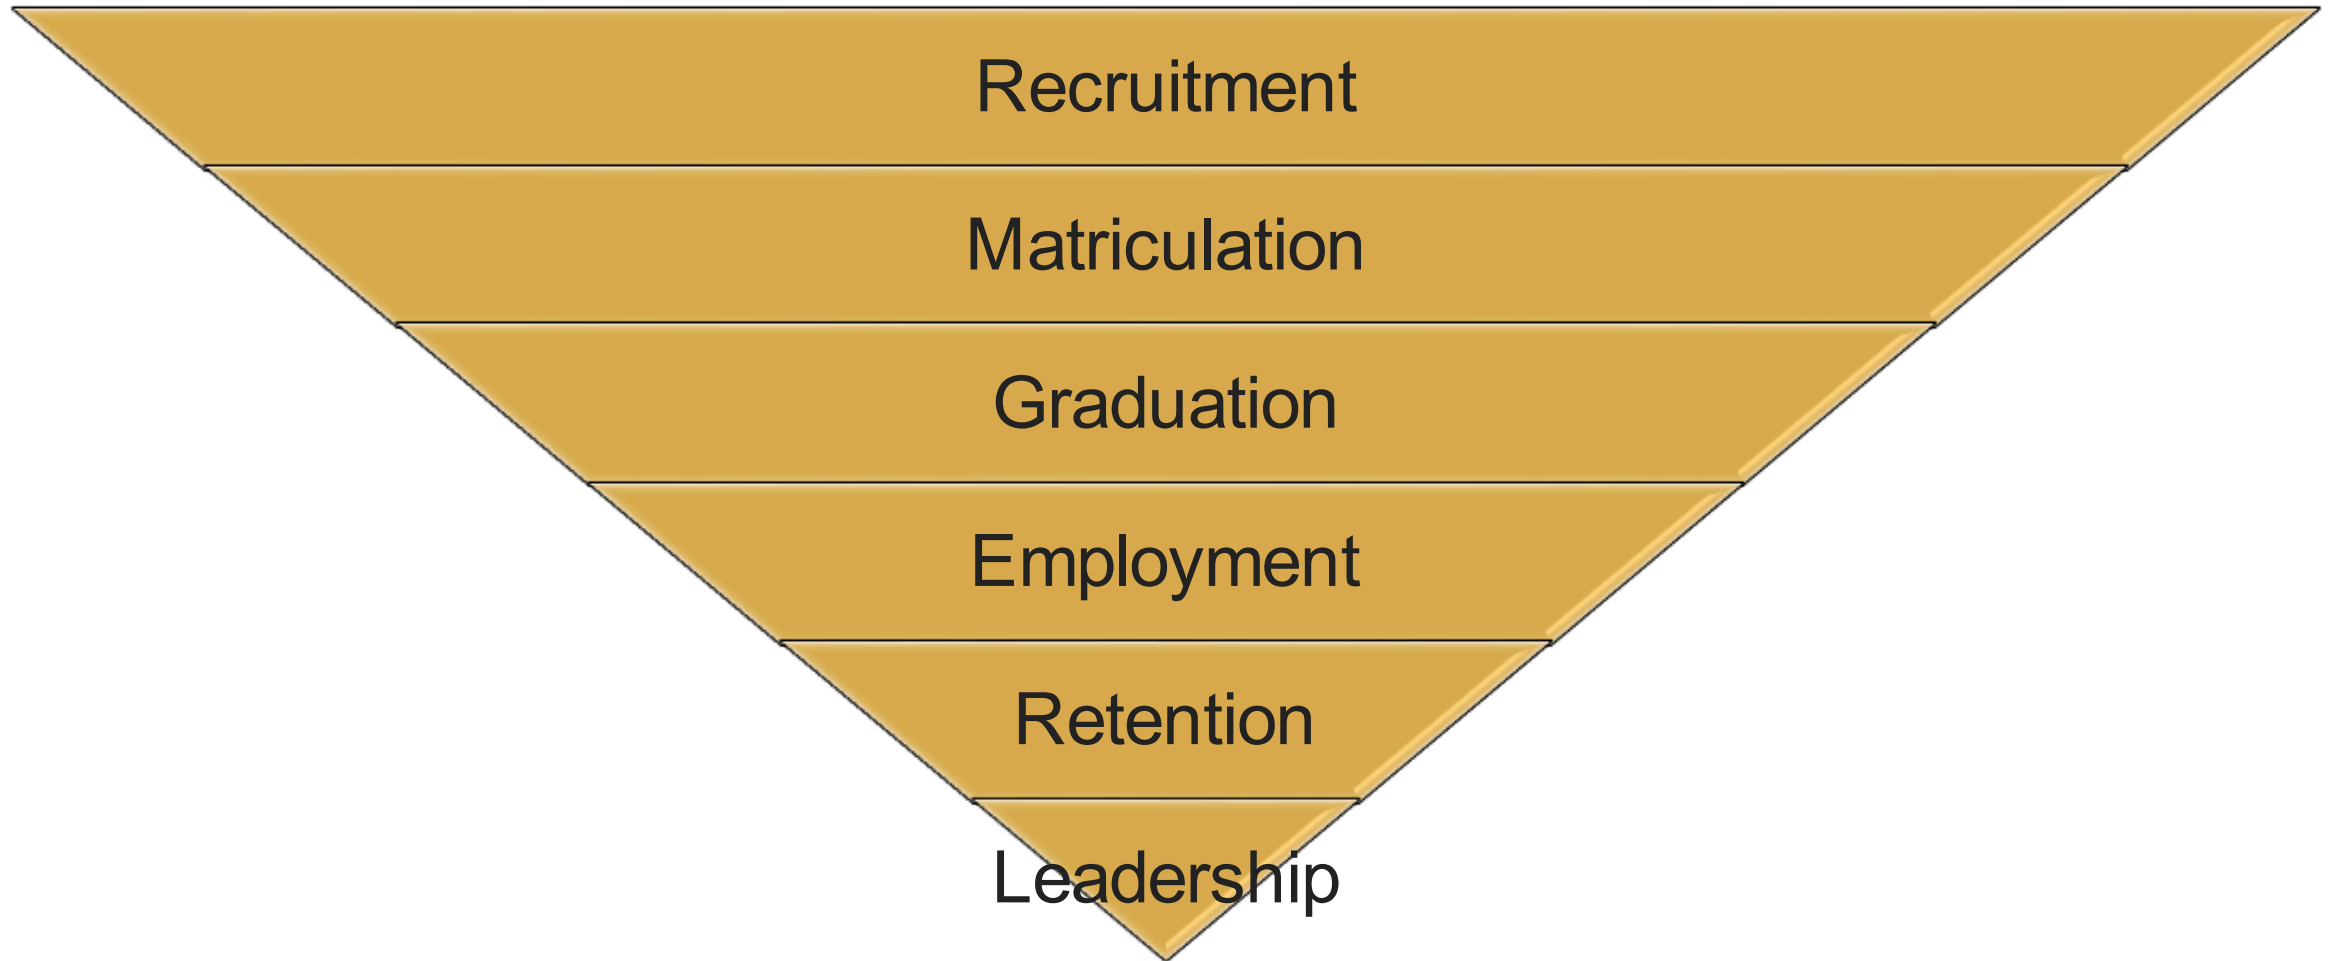 Recruitment
Matriculation
Graduation
Employment
Retention
Leadership